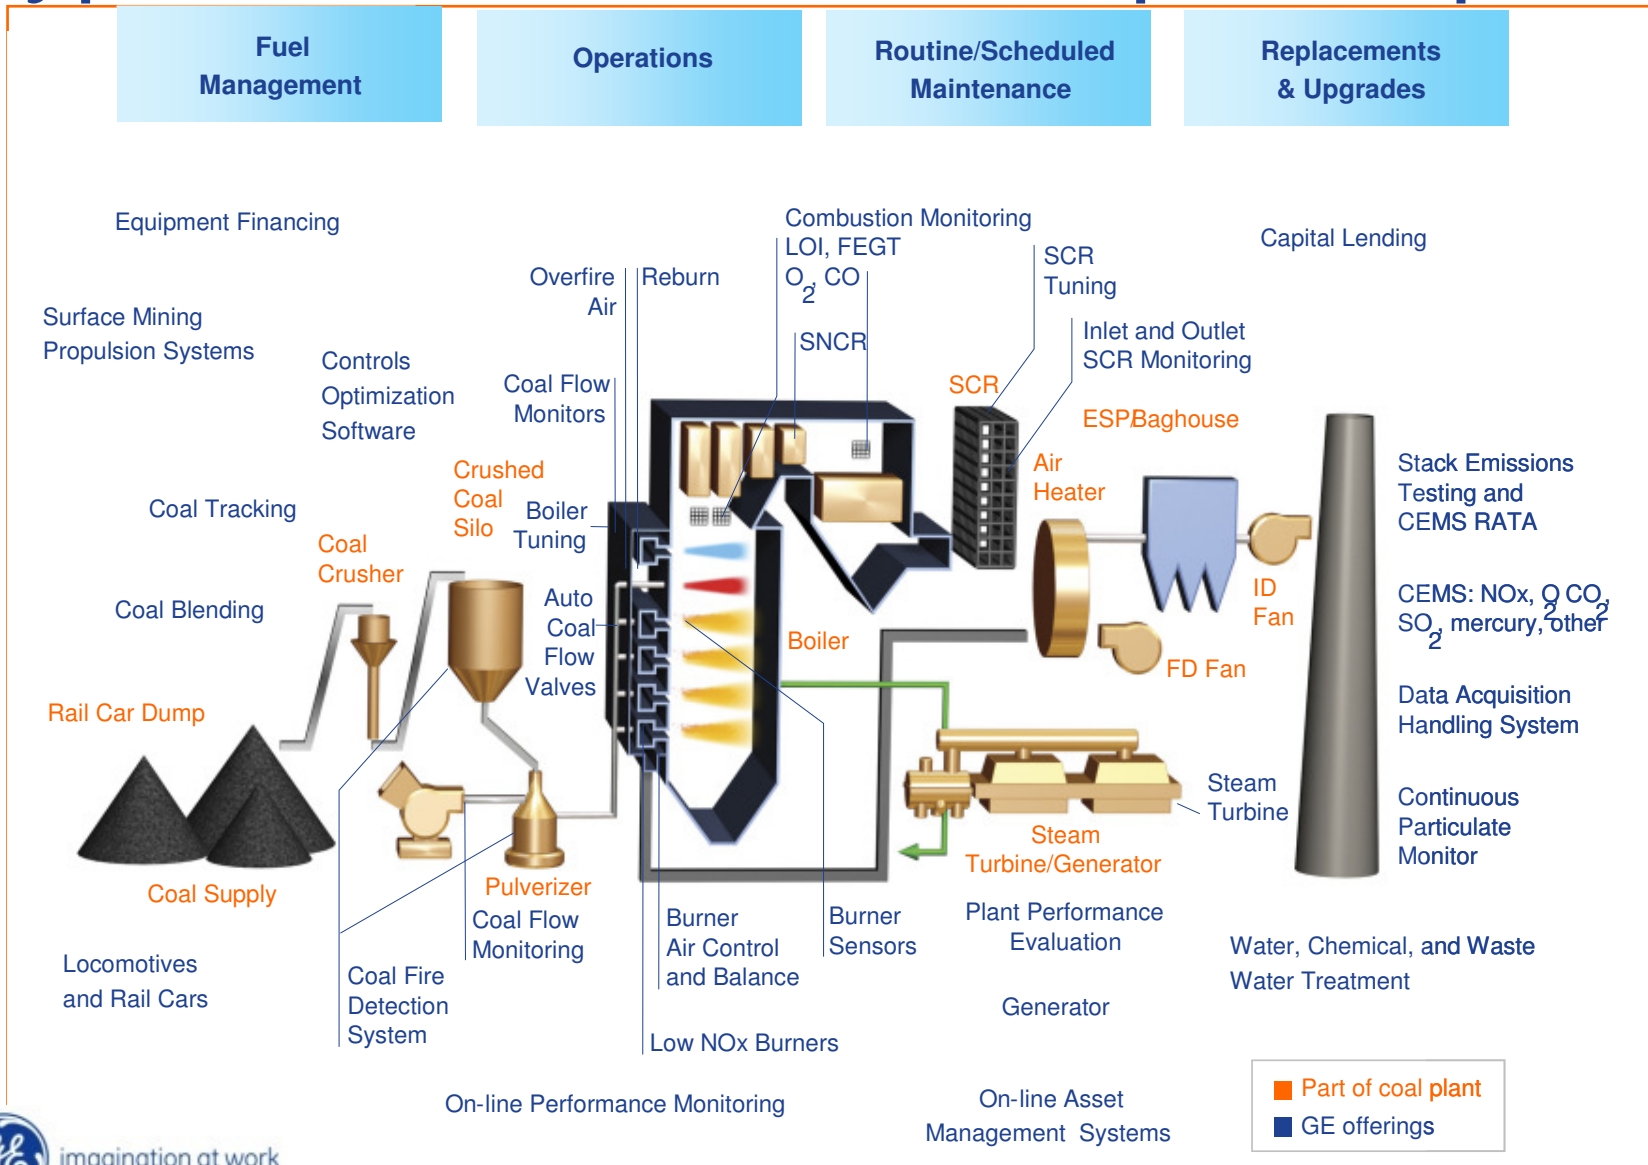 Fuel
Management
Operations
Routine/Scheduled
Maintenance
Replacements
& Upgrades
Equipment Financing
Surface Mining
Propulsion Systems
Controls
Optimization
Software
Coal Tracking
Coal Blending
Coal
Crusher
Crushed
Coal
Silo
Rail Car Dump
Coal Supply
Locomotives
and Rail Cars
Overfire
Air
Reburn
Coal Flow
Monitors
Boiler
Tuning
Auto
Coal
Flow
Valves
Pulverizer
Coal Flow
Monitoring
Coal Fire
Detection
System
Combustion Monitoring
LOI, FEGT
O2, CO
SNCR
Boiler
Burner
Air Control
and Balance
Burner
Sensors
Low NOx Burners
On-line Performance Monitoring
SCR
Tuning
Inlet and Outlet
SCR Monitoring
SCR
ESP/Baghouse
Air
Heater
ID
Fan
FD Fan
Steam
Turbine
Steam
Turbine/Generator
Plant Performance
Evaluation
Generator
On-line Asset
Management Systems
Capital Lending
Stack Emissions
Testing and
CEMS RATA
CEMS: NOx, O2 CO2,
SO2, mercury, other
Data Acquisition
Handling System
Continuous
Particulate
Monitor
Water, Chemical, and Waste
Water Treatment
Part of coal plant
GE offerings
imagination at work